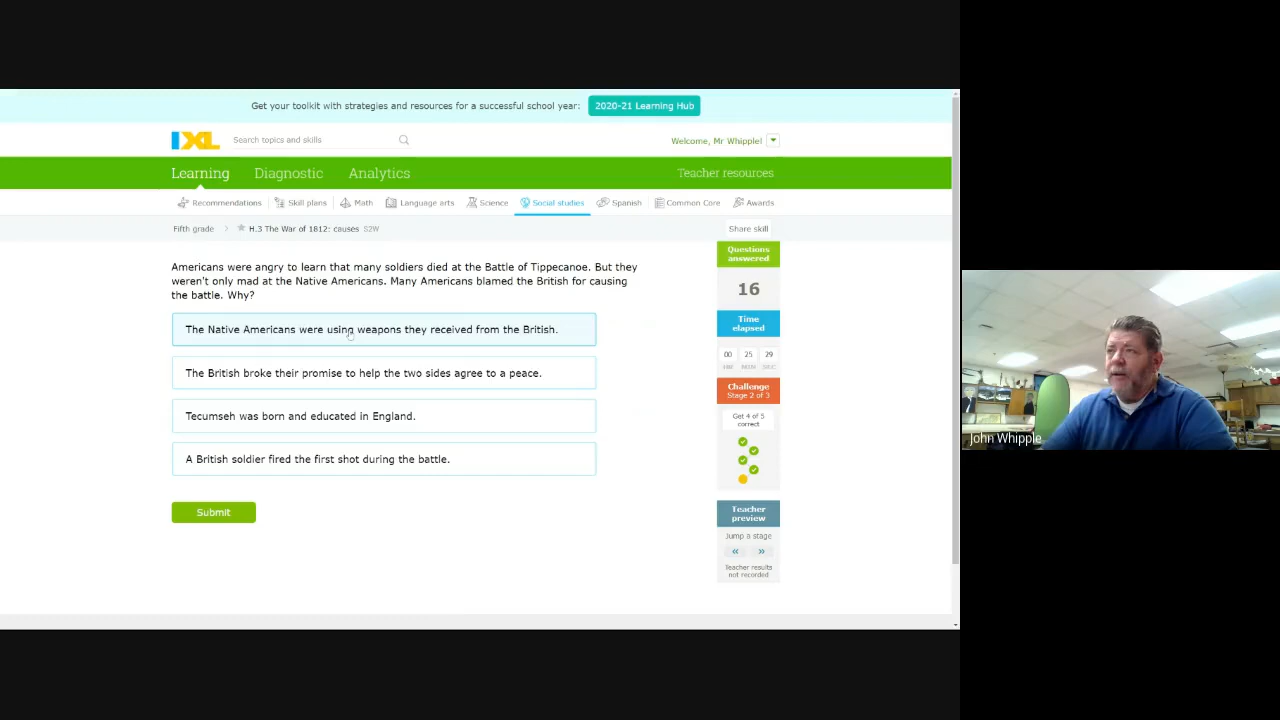 Get your toolkit with strategies and resources for a successful school year: 2020-21 Learning Hub
IXL Search topics and skills Welcome, Mr Whipple!
Learning Diagnostic Analytics Teacher resources
Recommendations Skill plans Math Language arts Science Social studies Spanish Common Core Awards
Fifth grade > H.3 The War of 1812: causes S2W Share skill
Americans were angry to learn that many soldiers died at the Battle of Tippecanoe. But they
weren't only mad at the Native Americans. Many Americans blamed the British for causing
the battle. Why?
The Native Americans were using weapons they received from the British.
The British broke their promise to help the two sides agree to a peace.
Tecumseh was born and educated in England.
A British soldier fired the first shot during the battle.
Submit
Questions
answered
16
Time
elapsed
00 25 29
HR MIN SEC
Challenge
Stage 2 of 3
Get 4 of 5
correct
Teacher
preview
Jump a stage
« »
Teacher results
not recorded
John Whipple